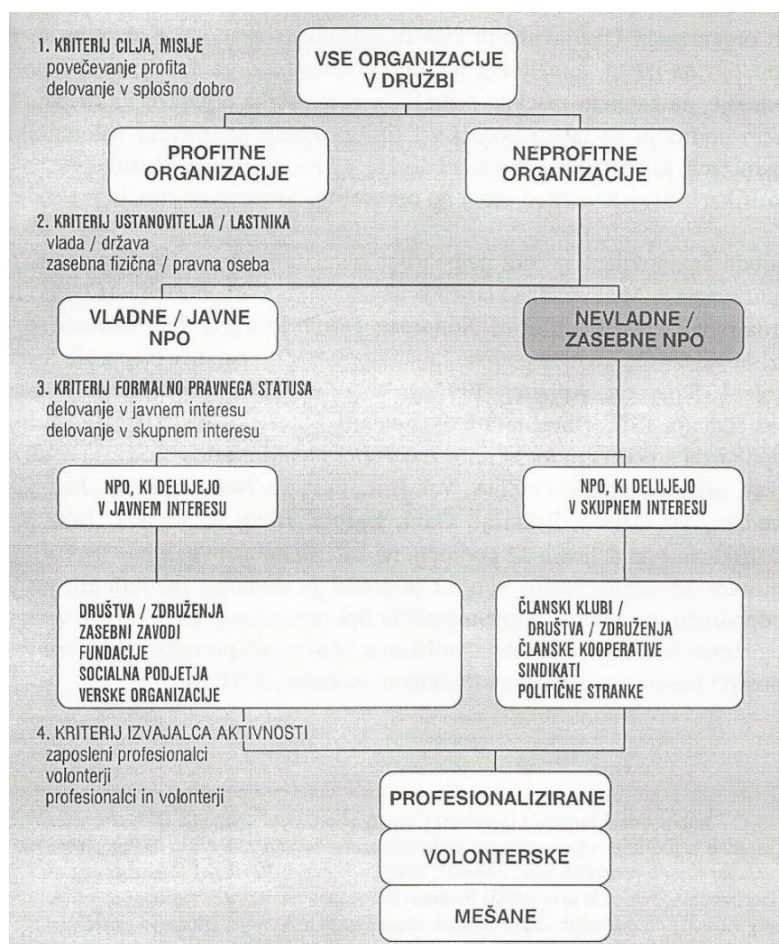 1. KRITERIJ CILJA, MISIJE
povečevanje profita
delovanje v splošno dobro
VSE ORGANIZACIJE
V DRUŽBI
PROFITNE
ORGANIZACIJE
NEPROFITNE
ORGANIZACIJE
2. KRITERIJ USTANOVITELJA / LASTNIKA
vlada / država
zasebna fizična / pravna oseba
VLADNE / JAVNE
NPO
NEVLADNE /
ZASEBNE NPO
3. KRITERIJ FORMALNO PRAVNEGA STATUSA
delovanje v javnem interesu
delovanje v skupnem interesu
NPO, KI DELUJEJO
V JAVNEM INTERESU
NPO, KI DELUJEJO
V SKUPNEM INTERESU
DRUŠTVA / ZDRUŽENJA
ZASEBNI ZAVODI
FUNDACIJE
SOCIALNA PODJETJA
VERSKE ORGANIZACIJE
ČLANSKI KLUBI /
DRUŠTVA / ZDRUŽENJA
ČLANSKE KOOPERATIVE
SINDIKATI
POLITIČNE STRANKE
4. KRITERIJ IZVAJALCA AKTIVNOSTI
zaposleni profesionalci
volonterji
profesionalci in volonterji
PROFESIONALIZIRANE
VOLONTERSKE
MEŠANE